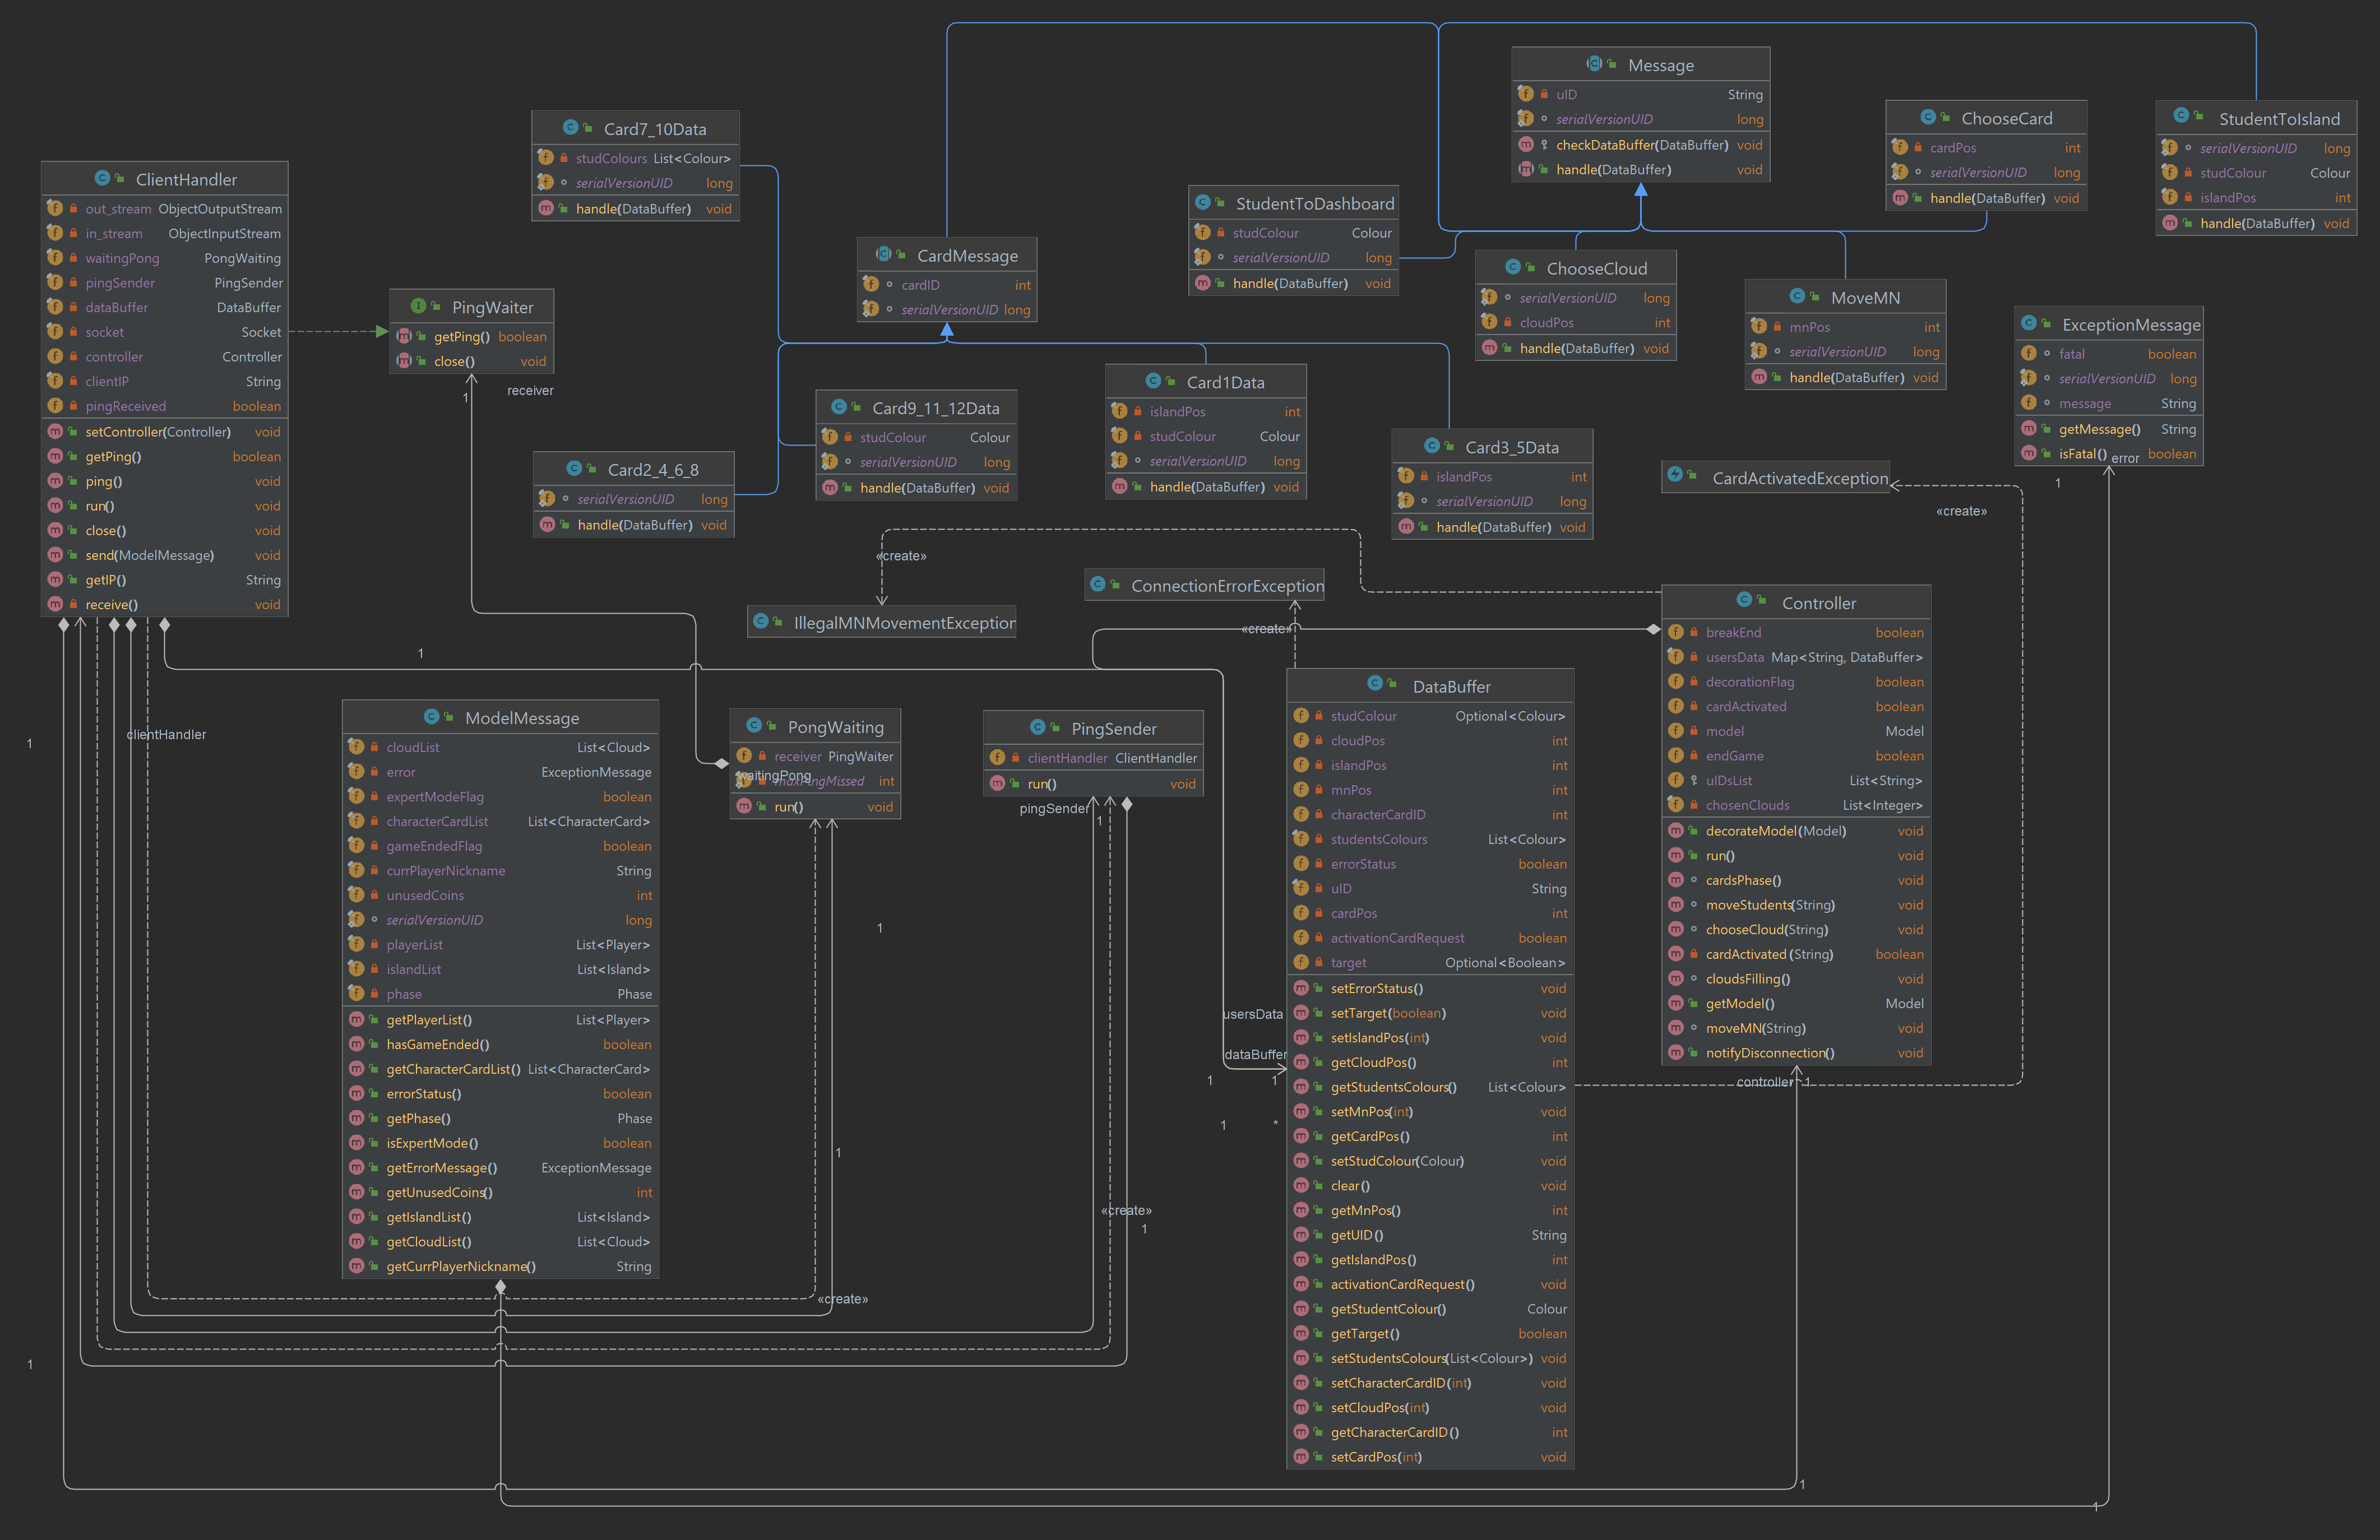 Message
uID String
serialVersionUID long
checkDataBuffer(DataBuffer) void
handle(DataBuffer) void
ChooseCard
cardPos int
serialVersionUID long
handle(DataBuffer) void
StudentToIsland
serialVersionUID long
studColour Colour
islandPos int
handle(DataBuffer) void
Card7_10Data
studColours List<Colour>
serialVersionUID long
handle(DataBuffer) void
ClientHandler
out_stream ObjectOutputStream
in_stream ObjectInputStream
waitingPong PongWaiting
pingSender PingSender
dataBuffer DataBuffer
socket Socket
controller Controller
clientIP String
pingReceived boolean
setController(Controller) void
getPing() boolean
ping() void
run() void
close() void
send(ModelMessage) void
getIP() String
receive() void
StudentToDashboard
studColour Colour
serialVersionUID long
handle(DataBuffer) void
CardMessage
cardID int
serialVersionUID long
ChooseCloud
serialVersionUID long
cloudPos int
handle(DataBuffer) void
MoveMN
mnPos int
serialVersionUID long
handle(DataBuffer) void
PingWaiter
getPing() boolean
close() void
1
receiver
ExceptionMessage
fatal boolean
serialVersionUID long
message String
getMessage() String
isFatal() boolean
error
1
Card9_11_12Data
studColour Colour
serialVersionUID long
handle(DataBuffer) void
Card1Data
islandPos int
studColour Colour
serialVersionUID long
handle(DataBuffer) void
Card3_5Data
islandPos int
serialVersionUID long
handle(DataBuffer) void
Card2_4_6_8
serialVersionUID long
handle(DataBuffer) void
CardActivatedException
«create»
«create»
ConnectionErrorException
IllegalMNMovementException
«create»
Controller
breakEnd boolean
usersData Map<String, DataBuffer>
decorationFlag boolean
cardActivated boolean
model Model
endGame boolean
uIDsList List<String>
chosenClouds List<Integer>
decorateModel(Model) void
run() void
cardsPhase() void
moveStudents(String) void
chooseCloud(String) void
cardActivated(String) boolean
cloudsFilling() void
getModel() Model
moveMN(String) void
notifyDisconnection() void
controller 1
1
1
clientHandler
ModelMessage
cloudList List<Cloud>
error ExceptionMessage
expertModeFlag boolean
characterCardList List<CharacterCard>
gameEndedFlag boolean
currPlayerNickname String
unusedCoins int
serialVersionUID long
playerList List<Player>
islandList List<Island>
phase Phase
getPlayerList() List<Player>
hasGameEnded() boolean
getCharacterCardList() List<CharacterCard>
errorStatus() boolean
getPhase() Phase
isExpertMode() boolean
getErrorMessage() ExceptionMessage
getUnusedCoins() int
getIslandList() List<Island>
getCloudList() List<Cloud>
getCurrPlayerNickname() String
PongWaiting
receiver PingWaiter
waitingPong
maxPingMissed int
run() void
PingSender
clientHandler ClientHandler
run() void
pingSender
1
1
1
«create»
1
«create»
DataBuffer
studColour Optional<Colour>
cloudPos int
islandPos int
mnPos int
characterCardID int
studentsColours List<Colour>
errorStatus boolean
uID String
cardPos int
activationCardRequest boolean
target Optional<Boolean>
setErrorStatus() void
setTarget(boolean) void
setIslandPos(int) void
getCloudPos() int
getStudentsColours() List<Colour>
setMnPos(int) void
getCardPos() int
setStudColour(Colour) void
clear() void
getMnPos() int
getUID() String
getIslandPos() int
activationCardRequest() void
getStudentColour() Colour
getTarget() boolean
setStudentsColours(List<Colour>) void
setCharacterCardID(int) void
setCloudPos(int) void
getCharacterCardID() int
setCardPos(int) void
usersData
dataBuffer
1
1
1
*
1
1
1